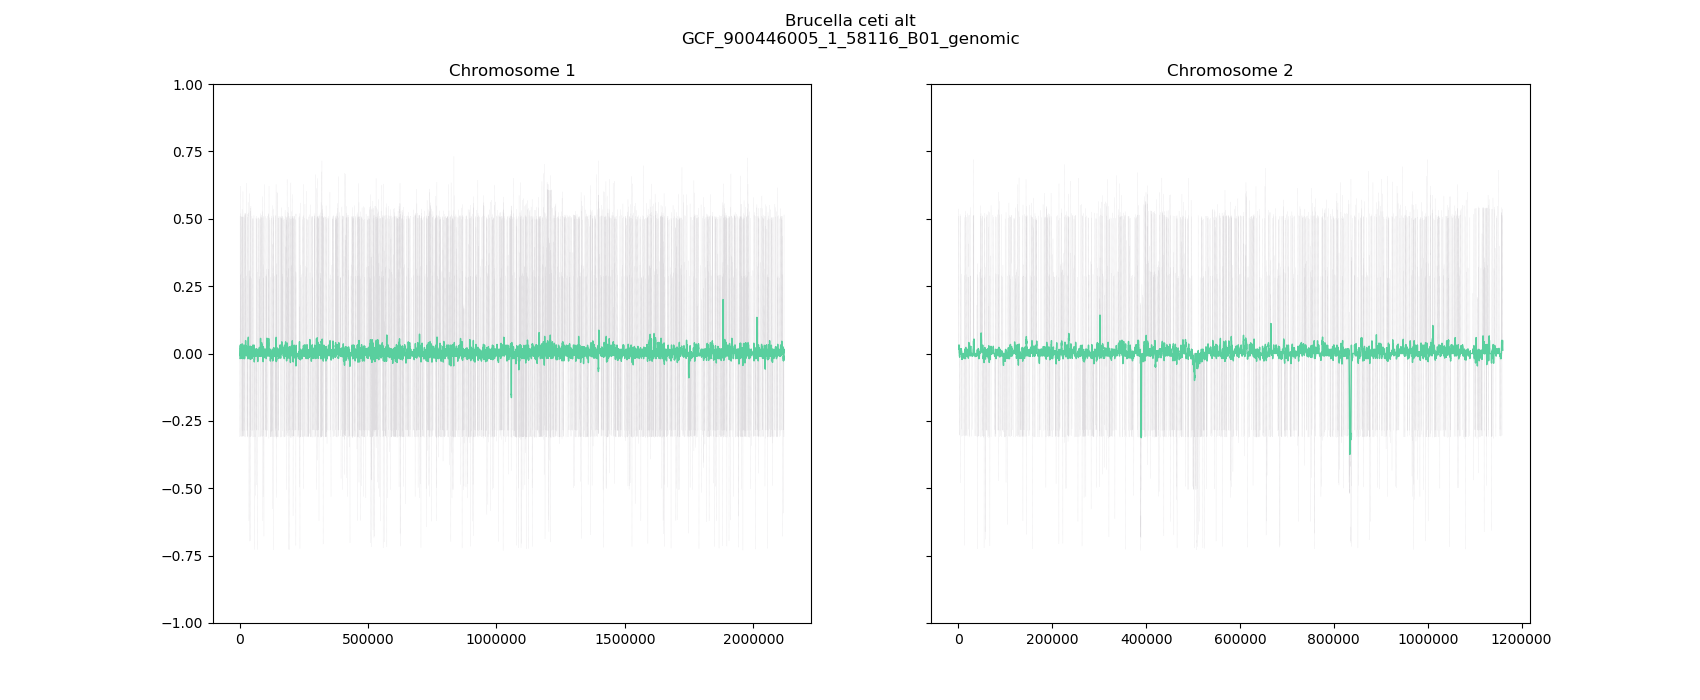 Brucella ceti alt
GCF_900446005_1_58116_B01_genomic
Chromosome 1
Chromosome 2
1.00
0.75
0.50
0.25
0.00
−0.25
−0.50
−0.75
−1.00
0 500000 1000000 1500000 2000000
0 200000 400000 600000 800000 1000000 1200000